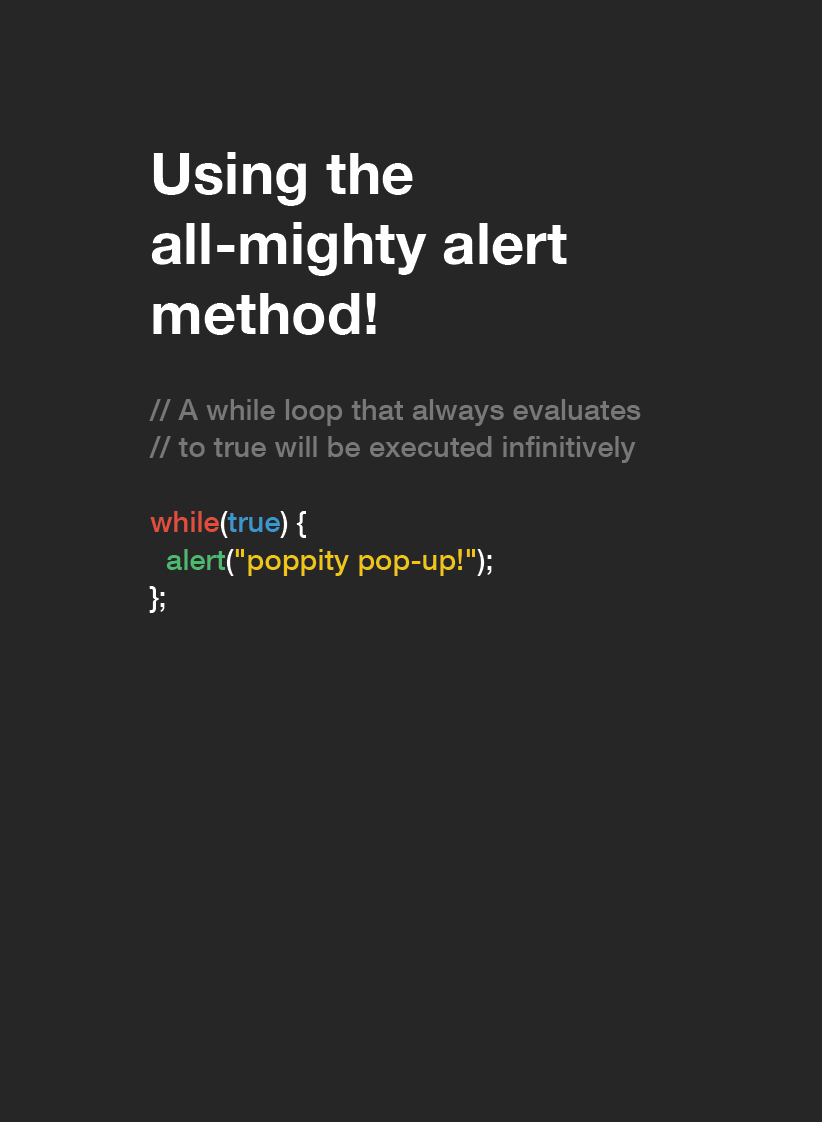 Using the
all-mighty alert
method!
// A while loop that always evaluates
// to true will be executed infinitively
while(true) {
  alert("poppity pop-up!");
};